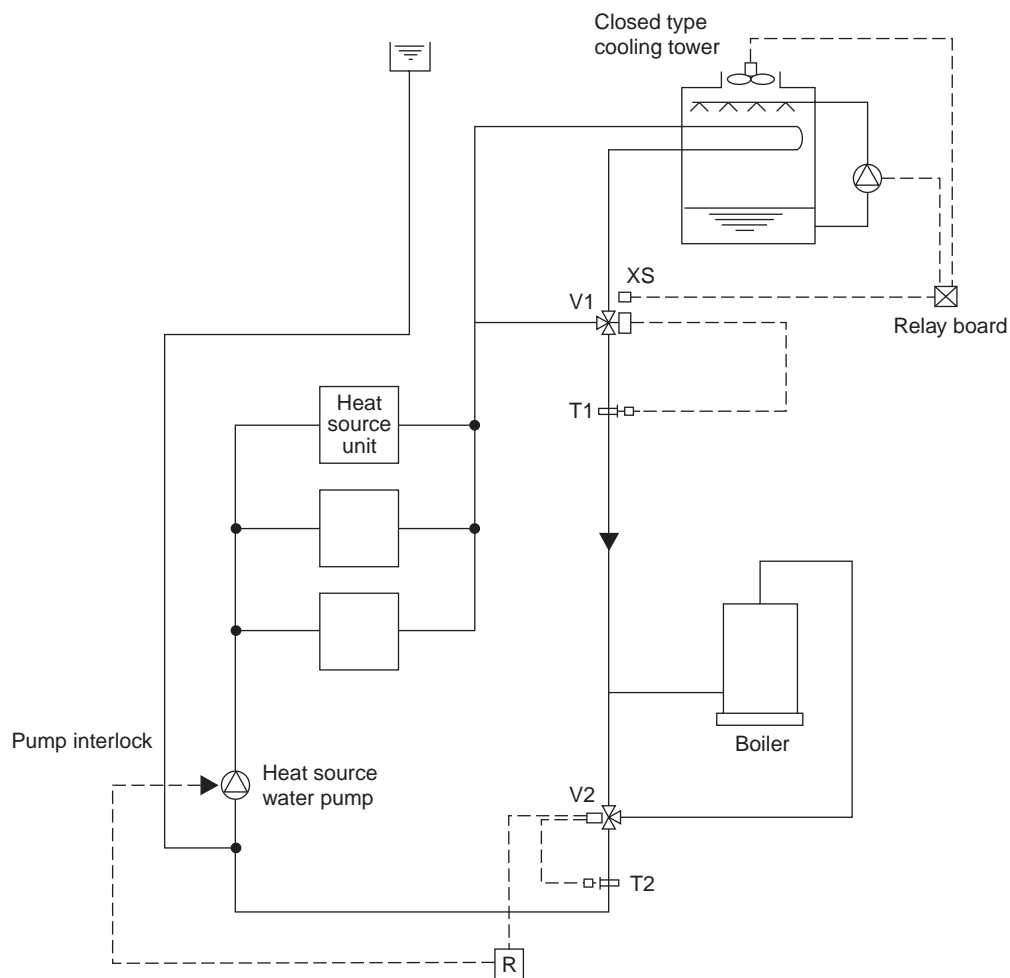 Closed type
cooling tower
XS
V1
Relay board
T1
Heat
source
unit
Pump interlock
Boiler
Heat source
water pump
V2
T2
R